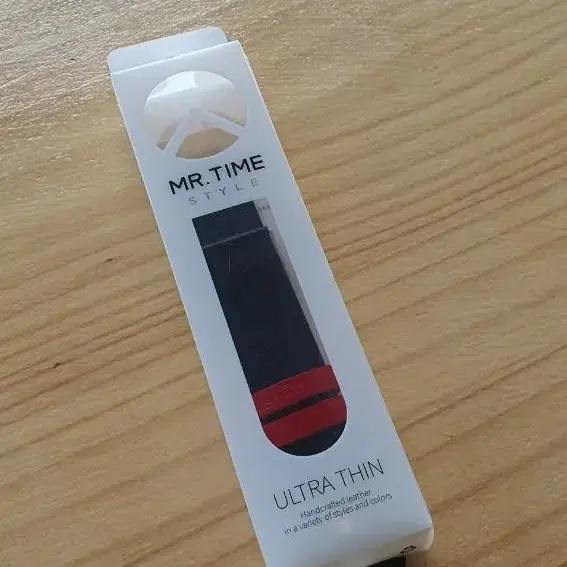 MR.TIME
STYLE
ULTRA THIN
Handcrafted leather
in a variety of styles and colors